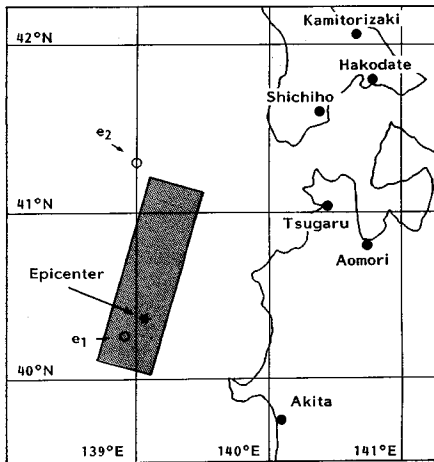 Kamitorizaki
42°N
Hakodate
Shichiho
e2
41°N
Tsugaru
Aomori
Epicenter
e1
40°N
Akita
139°E
140°E
141°E